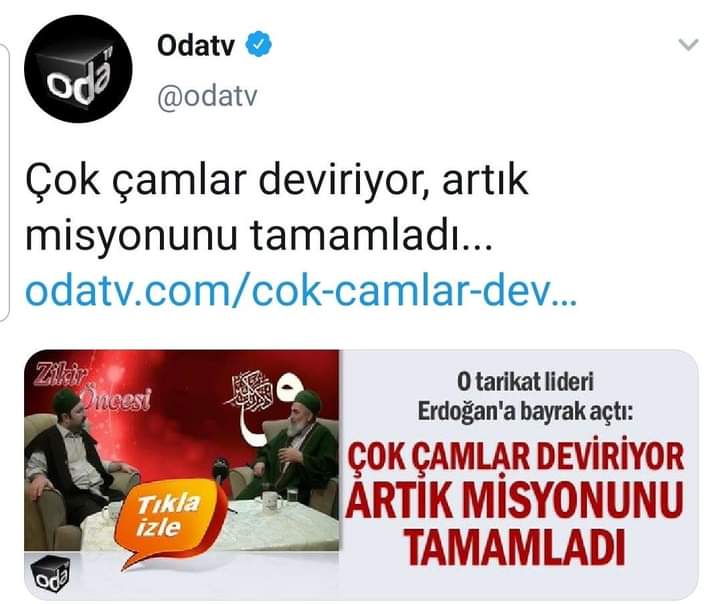 Odatv
@odatv
Çok çamlar deviriyor, artık
misyonunu tamamladı...
odatv.com/cok-camlar-dev...
Zikir
Öncesi
Tıkla
izle
O tarikat lideri
Erdoğan'a bayrak açtı:
ÇOK ÇAMLAR DEVİRİYOR
ARTIK MİSYONUNU
TAMAMLADI
oda
oda